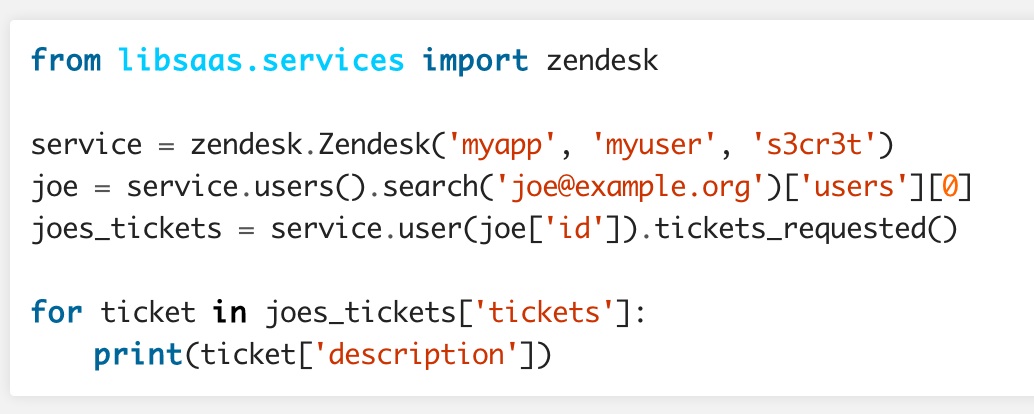 from libsaas.services import zendesk
service = zendesk.Zendesk('myapp', 'myuser', 's3cr3t')
joe = service.users().search('joe@example.org')['users'][0]
joes_tickets = service.user(joe['id']).tickets_requested()
for ticket in joes_tickets['tickets']:
    print(ticket['description'])